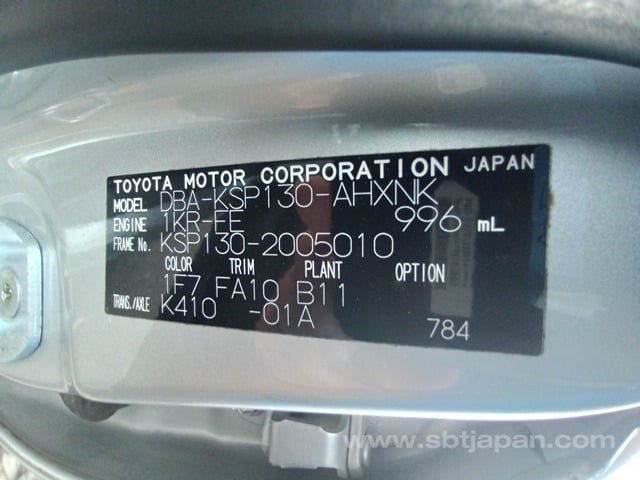 TOYOTA MOTOR CORPORATION JAPAN
MODEL DBA-KSP130-AHXNK
ENGINE 1KR-FE 996 mL
FRAME No. KSP130-2005010
COLOR TRIM PLANT OPTION
1F7 FA10 B11
TRANS./AXLE K410 -01A
784
www.sbtjapan.com